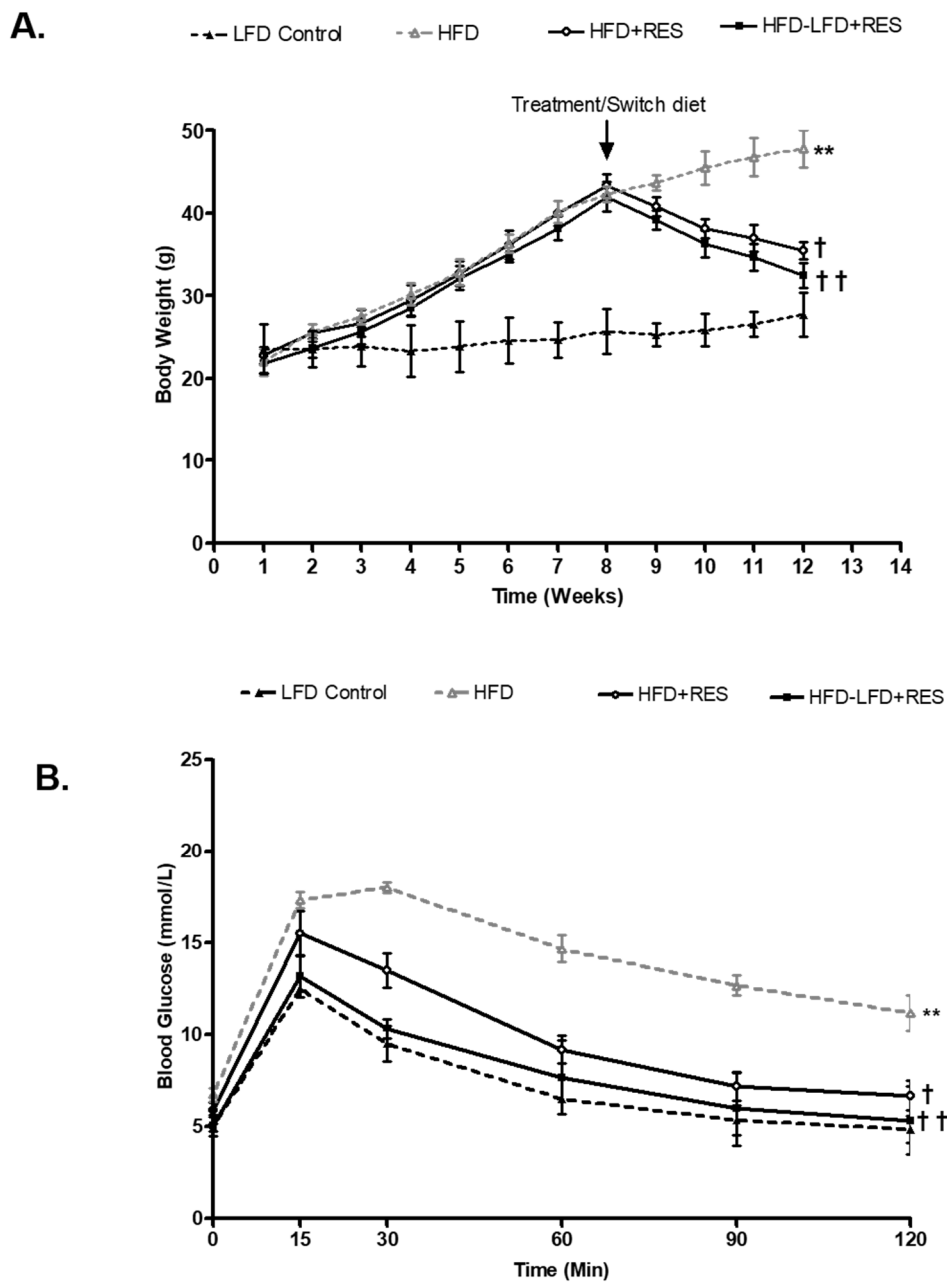 A.
LFD Control HFD HFD+RES HFD-LFD+RES
Treatment/Switch diet
50
40
30
20
10
0
Body Weight (g)
**
†
† †
0 1 2 3 4 5 6 7 8 9 10 11 12 13 14
Time (Weeks)
LFD Control HFD HFD+RES HFD-LFD+RES
B.
25
20
15
10
5
0
Blood Glucose (mmol/L)
**
†
† †
0 15 30 60 90 120
Time (Min)